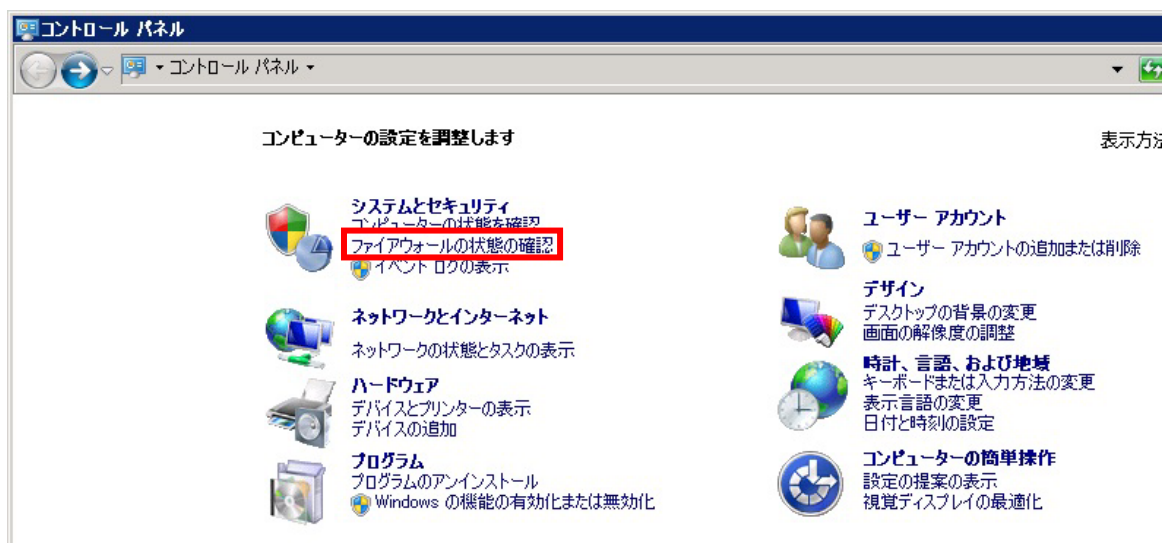 コントロール パネル
コントロール パネル
コンピューターの設定を調整します
表示方法
システムとセキュリティ
コンピューターの状態を確認
ファイアウォールの状態の確認
イベント ログの表示
ネットワークとインターネット
ネットワークの状態とタスクの表示
ハードウェア
デバイスとプリンターの表示
デバイスの追加
プログラム
プログラムのアンインストール
Windows の機能の有効化または無効化
ユーザー アカウント
ユーザー アカウントの追加または削除
デザイン
デスクトップの背景の変更
画面の解像度の調整
時計、言語、および地域
キーボードまたは入力方法の変更
表示言語の変更
日付と時刻の設定
コンピューターの簡単操作
設定の提案の表示
視覚ディスプレイの最適化